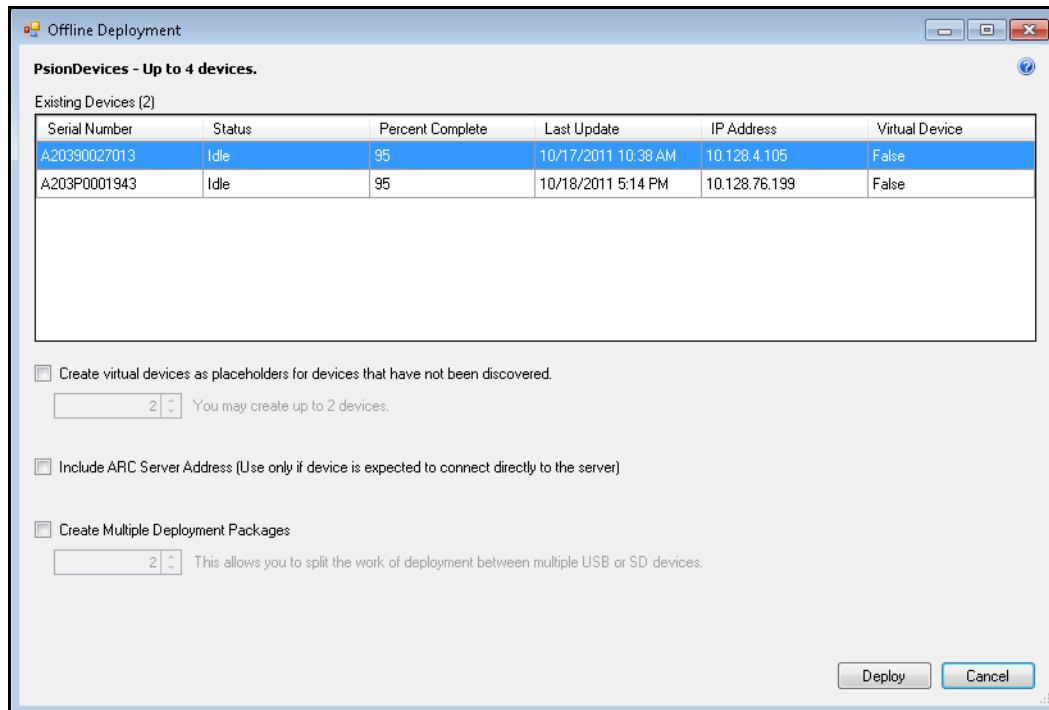 Offline Deployment
PsionDevices - Up to 4 devices.
Existing Devices (2)
Serial Number Status Percent Complete Last Update IP Address Virtual Device
A20390027013 Idle 95 10/17/2011 10:38 AM 10.128.4.105 False
A203P0001943 Idle 95 10/18/2011 5:14 PM 10.128.76.199 False
Create virtual devices as placeholders for devices that have not been discovered.
2 You may create up to 2 devices.
Include ARC Server Address (Use only if device is expected to connect directly to the server)
Create Multiple Deployment Packages
2 This allows you to split the work of deployment between multiple USB or SD devices.
Deploy Cancel